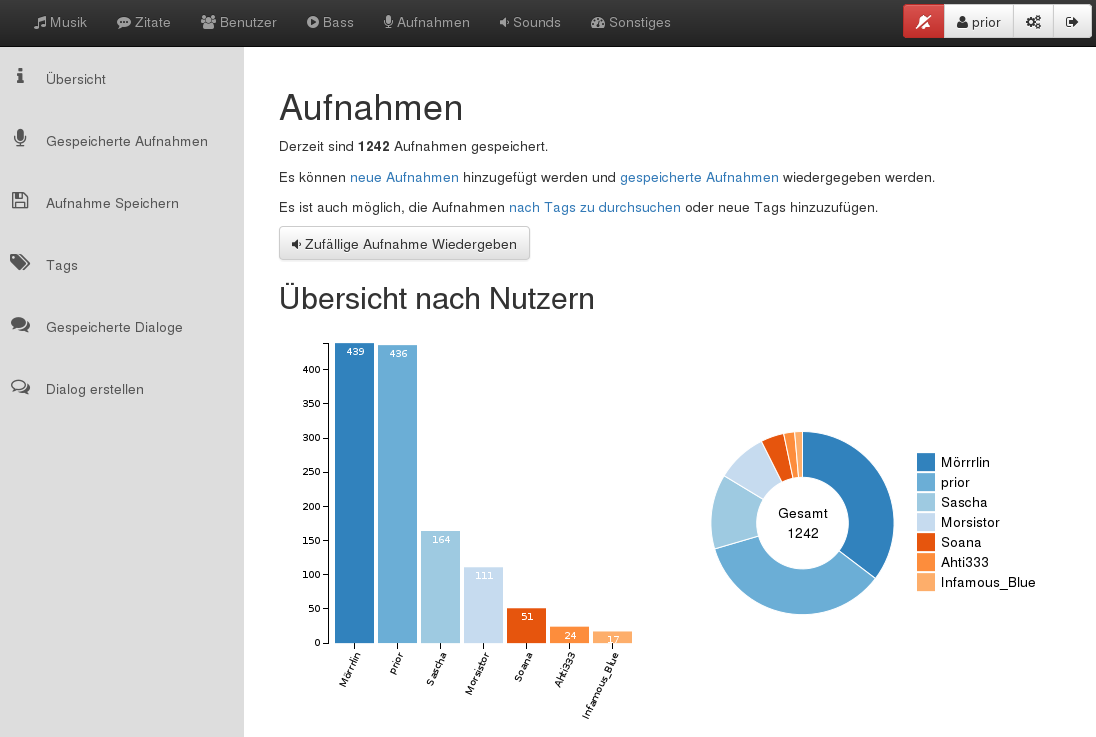 Musik Zitate Benutzer Bass Aufnahmen Sounds Sonstiges prior
Übersicht
Gespeicherte Aufnahmen
Aufnahme Speichern
Tags
Gespeicherte Dialoge
Dialog erstellen
Aufnahmen
Derzeit sind 1242 Aufnahmen gespeichert.
Es können neue Aufnahmen hinzugefügt werden und gespeicherte Aufnahmen wiedergegeben werden.
Es ist auch möglich, die Aufnahmen nach Tags zu durchsuchen oder neue Tags hinzuzufügen.
Zufällige Aufnahme Wiedergeben
Übersicht nach Nutzern
400
350
300
250
200
150
100
50
0
439
436
164
111
51
24
17
Mörrrlin
prior
Sascha
Morsistor
Soana
Ahti333
Infamous_Blue
Gesamt
1242
Mörrrlin
prior
Sascha
Morsistor
Soana
Ahti333
Infamous_Blue